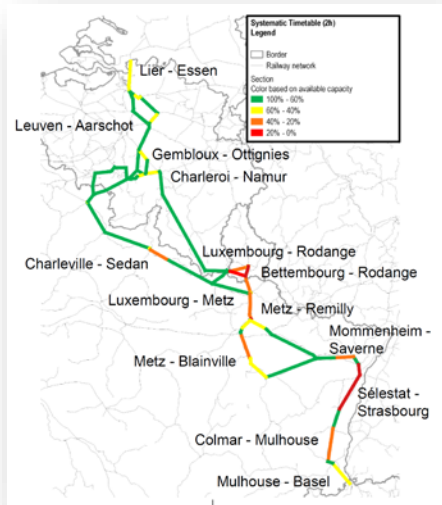 Systematic Timetable (2h)
Legend
Border
Railway network
Section
Color based on available capacity
100% - 60%
60% - 40%
40% - 20%
20% - 0%
Lier - Essen
Leuven - Aarschot
Gembloux - Ottignies
Charleroi - Namur
Luxembourg - Rodange
Charleville - Sedan
Bettembourg - Rodange
Luxembourg - Metz
Metz - Remilly
Mommenheim -
Saverne
Metz - Blainville
Sélestat -
Strasbourg
Colmar - Mulhouse
Mulhouse - Basel